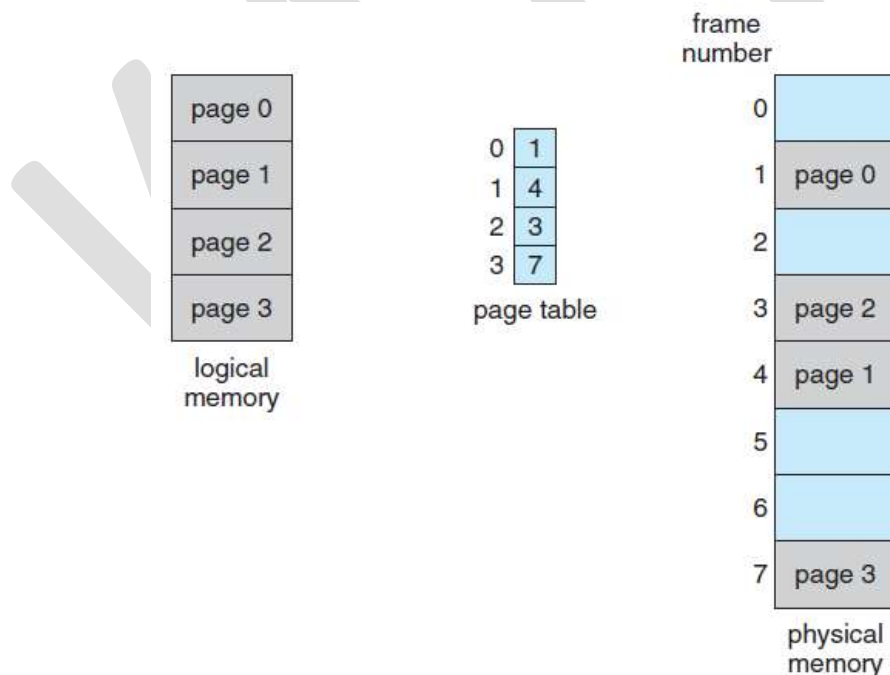 frame
number
page 0
page 1
page 2
page 3
logical
memory
0 1
1 4
2 3
3 7
page table
0
1 page 0
2
3 page 2
4 page 1
5
6
7 page 3
physical
memory